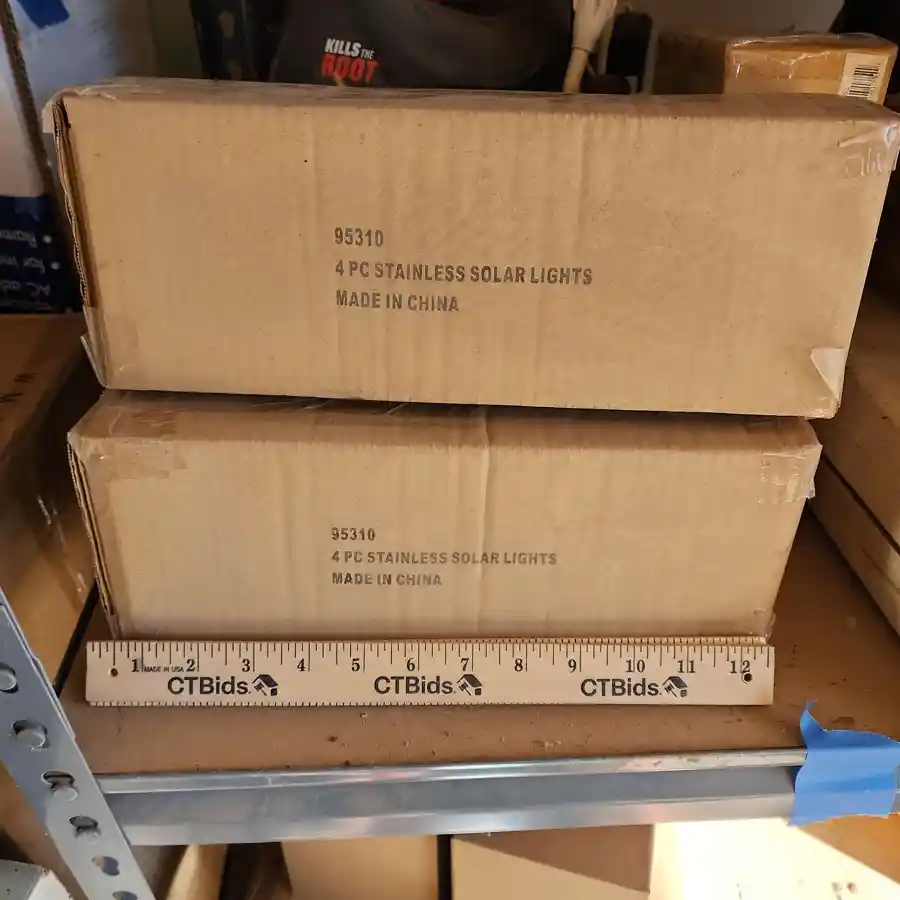 KILLS THE
ROOT
95310
4 PC STAINLESS SOLAR LIGHTS
MADE IN CHINA
95310
4 PC STAINLESS SOLAR LIGHTS
MADE IN CHINA
1 MADE IN USA 2 3 4 5 6 7 8 9 10 11 12
CTBids. CTBids. CTBids.